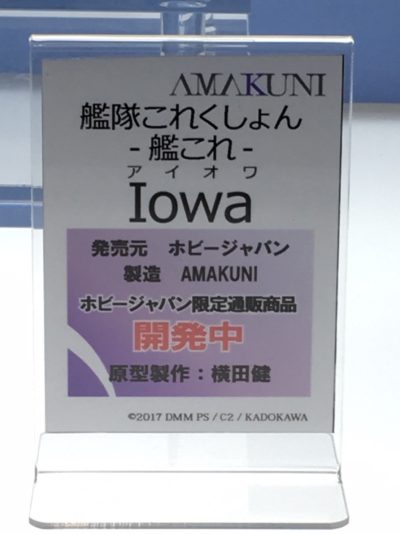 AMAKUNI
艦隊これくしょん
- 艦これ -
アイオワ
Iowa
発売元 ホビージャパン
製造 AMAKUNI
ホビージャパン限定通販商品
開発中
原型製作：横田健
©2017 DMM PS / C2 / KADOKAWA